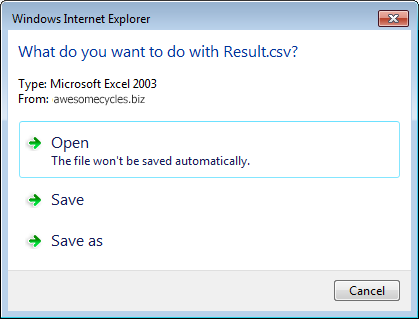 Windows Internet Explorer
What do you want to do with Result.csv?
Type: Microsoft Excel 2003
From: awesomecycles.biz
Open
The file won't be saved automatically.
Save
Save as
Cancel